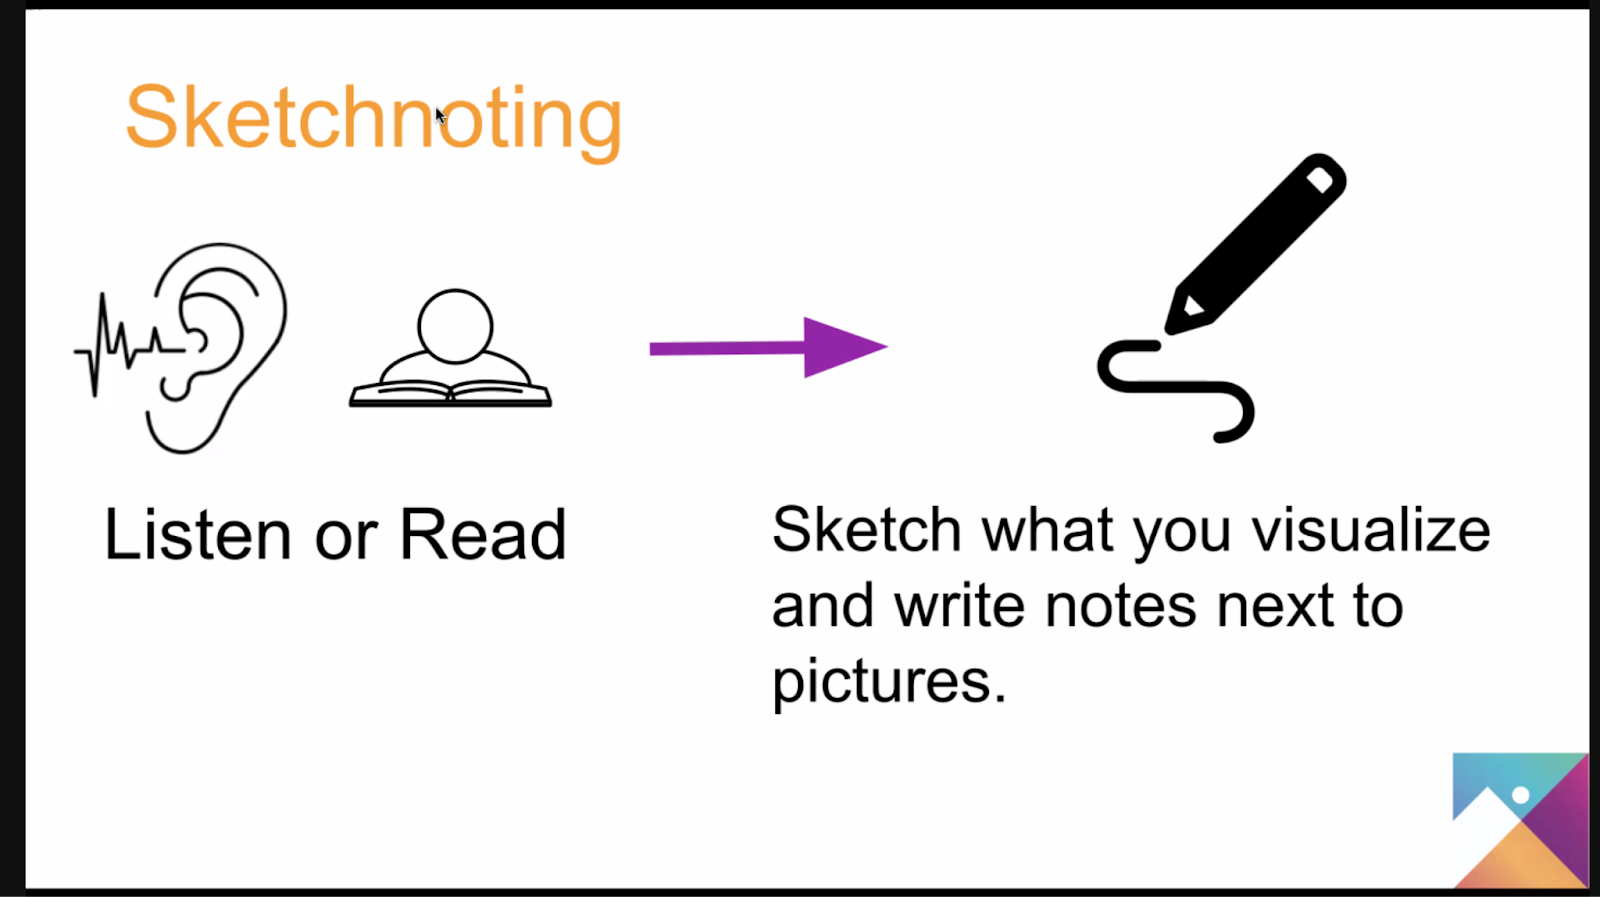 Sketchnoting
Listen or Read
Sketch what you visualize
and write notes next to
pictures.